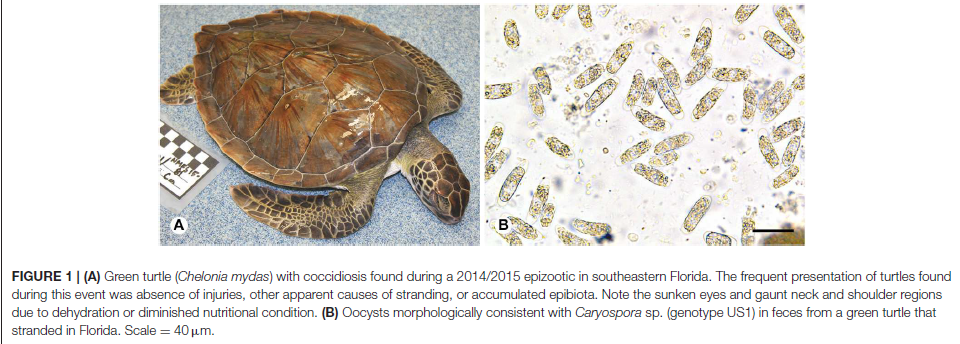 A
B
FIGURE 1 | (A) Green turtle (Chelonia mydas) with coccidiosis found during a 2014/2015 epizootic in southeastern Florida. The frequent presentation of turtles found
during this event was absence of injuries, other apparent causes of stranding, or accumulated epibiota. Note the sunken eyes and gaunt neck and shoulder regions
due to dehydration or diminished nutritional condition. (B) Oocysts morphologically consistent with Caryospora sp. (genotype US1) in feces from a green turtle that
stranded in Florida. Scale = 40 μm.